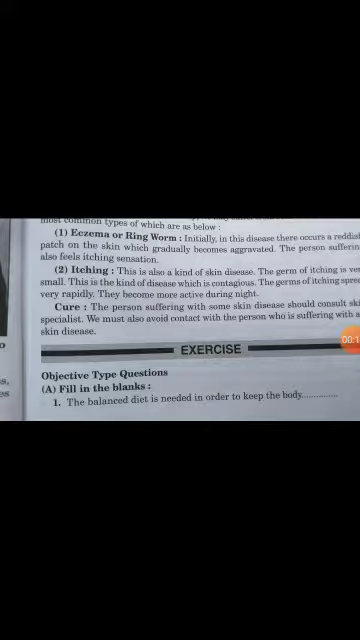 most common types of which are as below :
(1) Eczema or Ring Worm : Initially, in this disease there occurs a reddish
patch on the skin which gradually becomes aggravated. The person suffering
also feels itching sensation.
(2) Itching : This is also a kind of skin disease. The germ of itching is very
small. This is the kind of disease which is contagious. The germs of itching spread
very rapidly. They become more active during night.
Cure : The person suffering with some skin disease should consult skin
specialist. We must also avoid contact with the person who is suffering with a
skin disease.
EXERCISE
Objective Type Questions
(A) Fill in the blanks :
1. The balanced diet is needed in order to keep the body..............
00:1